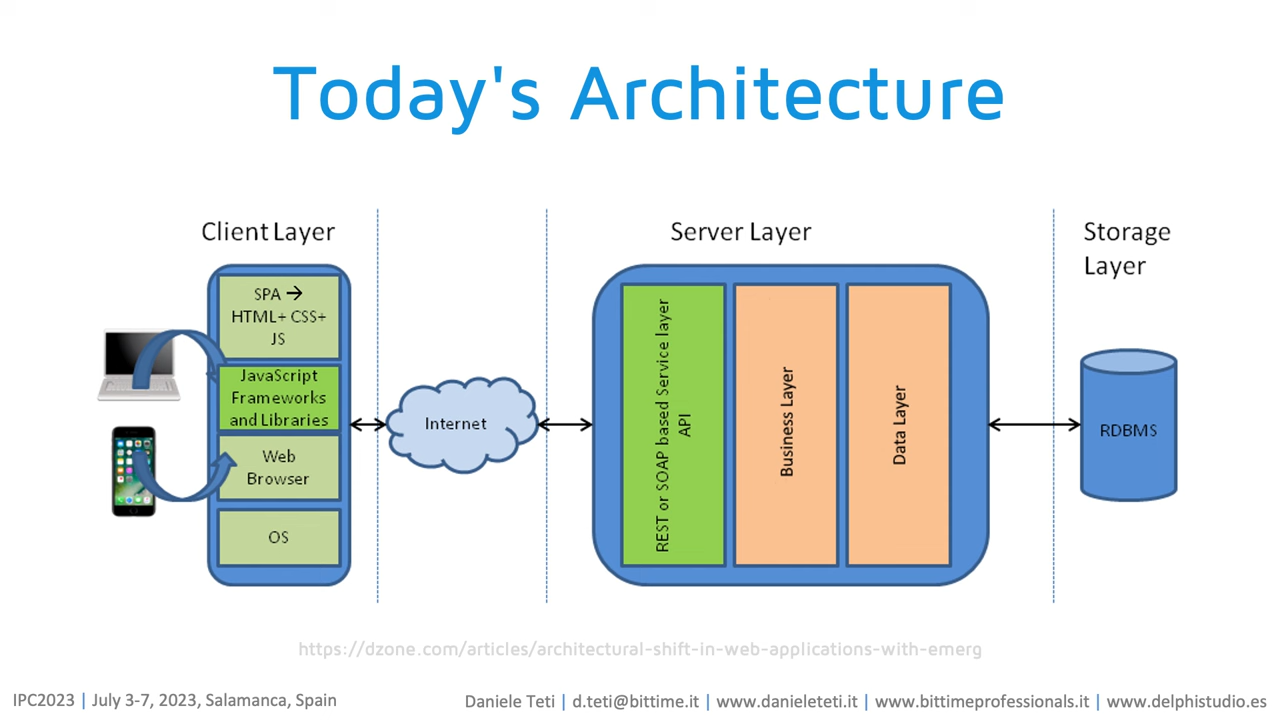 Today's Architecture
Client Layer
Server Layer
Storage
Layer
SPA →
HTML+ CSS+
JS
JavaScript
Frameworks
and Libraries
Web
Browser
OS
Internet
REST or SOAP based Service layer
API
Business Layer
Data Layer
RDBMS
https://dzone.com/articles/architectural-shift-in-web-applications-with-emerg
IPC2023 | July 3-7, 2023, Salamanca, Spain
Daniele Teti | d.teti@bittime.it | www.danieleteti.it | www.bittimeprofessionals.it | www.delphistudio.es